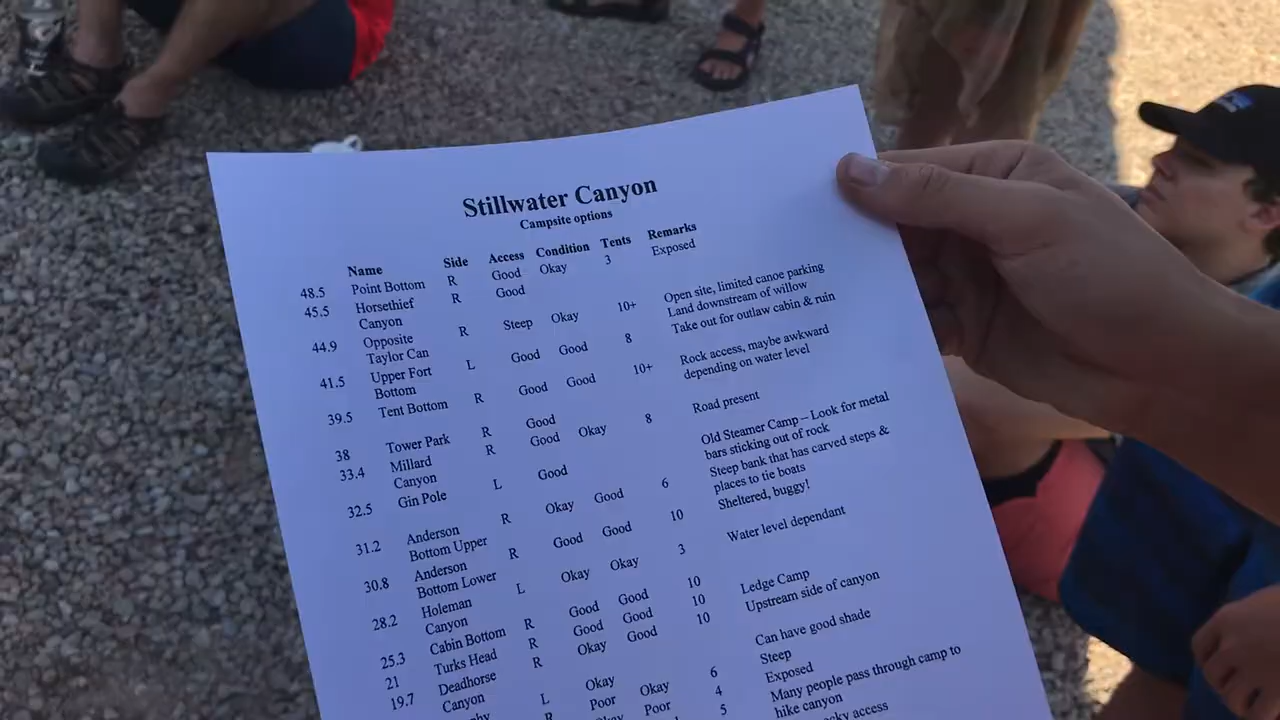 Stillwater Canyon
Campsite options
Name Side Access Condition Tents Remarks
48.5 Point Bottom R Good Okay 3 Exposed
45.5 Horsethief R Good
Canyon
44.9 Opposite R Steep Okay 10+ Open site, limited canoe parking
Taylor Can Land downstream of willow
41.5 Upper Fort L Good Good 8 Take out for outlaw cabin & ruin
Bottom
39.5 Tent Bottom R Good Good 10+ Rock access, maybe awkward
depending on water level
38 Tower Park R Good
33.4 Millard R Good Okay 8 Road present
Canyon
32.5 Gin Pole L Good Old Steamer Camp – Look for metal
bars sticking out of rock
31.2 Anderson R Okay Good 6 Steep bank that has carved steps &
Bottom Upper places to tie boats
30.8 Anderson R Good Good 10 Sheltered, buggy!
Bottom Lower
28.2 Holeman L Okay Okay 3 Water level dependant
Canyon
25.3 Cabin Bottom R Good Good 10
21 Turks Head R Good Good 10 Ledge Camp
19.7 Deadhorse R Okay Good 10 Upstream side of canyon
Canyon
L Okay Can have good shade
R Poor Okay 6 Steep
Poor 4 Exposed
5 Many people pass through camp to
hike canyon
access